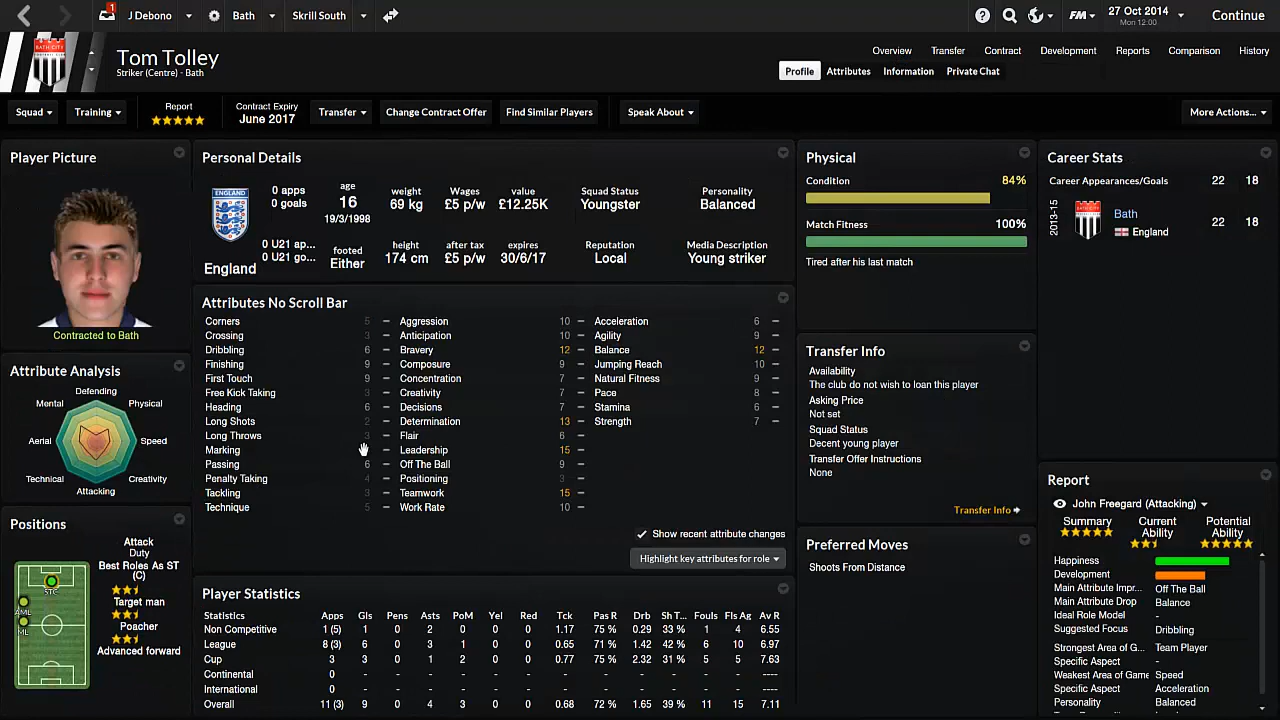 1 J Debono Bath Skrill South FM 27 Oct 2014 Continue
Mon 12:00
Tom Tolley
Striker (Centre) - Bath
Overview Transfer Contract Development Reports Comparison History
Profile Attributes Information Private Chat
Squad Training Report Contract Expiry June 2017 Transfer Change Contract Offer Find Similar Players Speak About More Actions...
Player Picture
Contracted to Bath
Attribute Analysis
Defending
Mental Physical
Aerial Speed
Technical Creativity
Attacking
Positions
STC
AML
ML
Attack
Duty
Best Roles As ST
(C)
Target man
Poacher
Advanced forward
Personal Details
ENGLAND
England
0 apps
0 goals
0 U21 ap...
0 U21 go...
age
16
19/3/1998
footed
Either
weight
69 kg
height
174 cm
Wages
£5 p/w
after tax
£5 p/w
value
£12.25K
expires
30/6/17
Squad Status
Youngster
Reputation
Local
Personality
Balanced
Media Description
Young striker
Attributes No Scroll Bar
Corners 5 - Aggression 10 - Acceleration 6 -
Crossing 3 - Anticipation 10 - Agility 9 -
Dribbling 6 - Bravery 12 - Balance 12 -
Finishing 9 - Composure 9 - Jumping Reach 10 -
First Touch 9 - Concentration 7 - Natural Fitness 9 -
Free Kick Taking 3 - Creativity 7 - Pace 8 -
Heading 6 - Decisions 7 - Stamina 6 -
Long Shots 2 - Determination 13 - Strength 7 -
Long Throws 3 - Flair 6 -
Marking - Leadership 15 -
Passing 6 - Off The Ball 9 -
Penalty Taking 4 - Positioning 3 -
Tackling 3 - Teamwork 15 -
Technique 5 - Work Rate 10 -
Show recent attribute changes
Highlight key attributes for role
Player Statistics
Statistics Apps Gls Pens Asts PoM Yel Red Tck Pas R Drb Sh T... Fouls Fls Ag Av R
Non Competitive 1 (5) 1 0 2 0 0 0 1.17 75 % 0.29 33 % 1 4 6.55
League 8 (3) 6 0 3 1 0 0 0.65 71 % 1.42 42 % 6 10 6.97
Cup 3 3 0 1 2 0 0 0.77 75 % 2.32 31 % 5 5 7.63
Continental 0 - - - - - - - - - - - - ----
International 0 - - - - - - - - - - - - ----
Overall 11 (3) 9 0 4 3 0 0 0.68 72 % 1.65 39 % 11 15 7.11
Physical
Condition 84%
Match Fitness 100%
Tired after his last match
Transfer Info
Availability
The club do not wish to loan this player
Asking Price
Not set
Squad Status
Decent young player
Transfer Offer Instructions
None
Transfer Info
Preferred Moves
Shoots From Distance
Career Stats
Career Appearances/Goals 22 18
2013-15 Bath 22 18
England
Report
John Freegard (Attacking)
Summary Current Ability Potential Ability
Happiness
Development
Main Attribute Impr... Off The Ball
Main Attribute Drop Balance
Ideal Role Model -
Suggested Focus Dribbling
Strongest Area of G... Team Player
Specific Aspect -
Weakest Area of Game Speed
Specific Aspect Acceleration
Personality Balanced